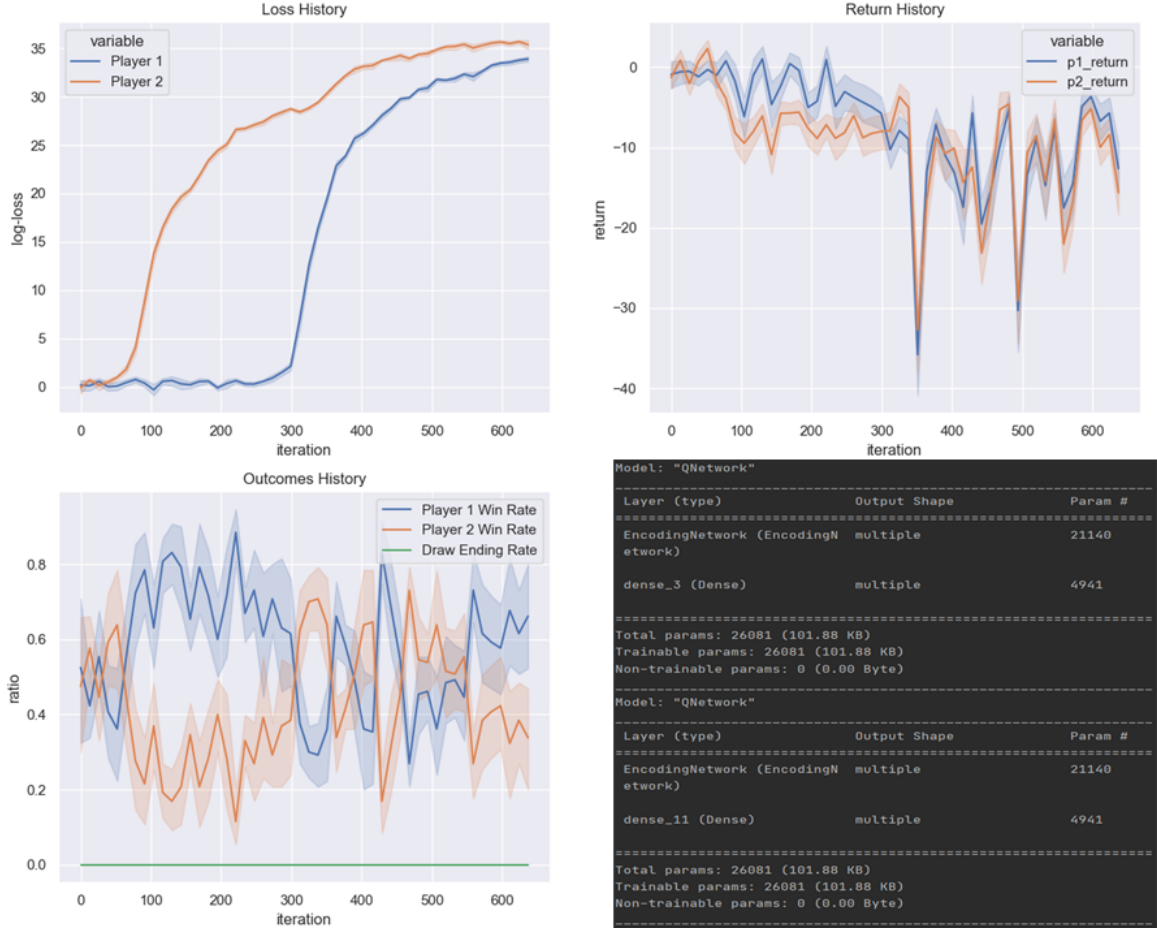 Loss History
variable
Player 1
Player 2
35
30
25
20
15
10
5
0
log-loss
0 100 200 300 400 500 600
iteration
Return History
variable
p1_return
p2_return
0
−10
−20
−30
−40
return
0 100 200 300 400 500 600
iteration
Outcomes History
Player 1 Win Rate
Player 2 Win Rate
Draw Ending Rate
0.8
0.6
0.4
0.2
0.0
ratio
0 100 200 300 400 500 600
iteration
Model: "QNetwork"
Layer (type) Output Shape Param #
EncodingNetwork (EncodingN multiple 21140
etwork)
dense_3 (Dense) multiple 4941
Total params: 26081 (101.88 KB)
Trainable params: 26081 (101.88 KB)
Non-trainable params: 0 (0.00 Byte)
Model: "QNetwork"
Layer (type) Output Shape Param #
EncodingNetwork (EncodingN multiple 21140
etwork)
dense_11 (Dense) multiple 4941
Total params: 26081 (101.88 KB)
Trainable params: 26081 (101.88 KB)
Non-trainable params: 0 (0.00 Byte)